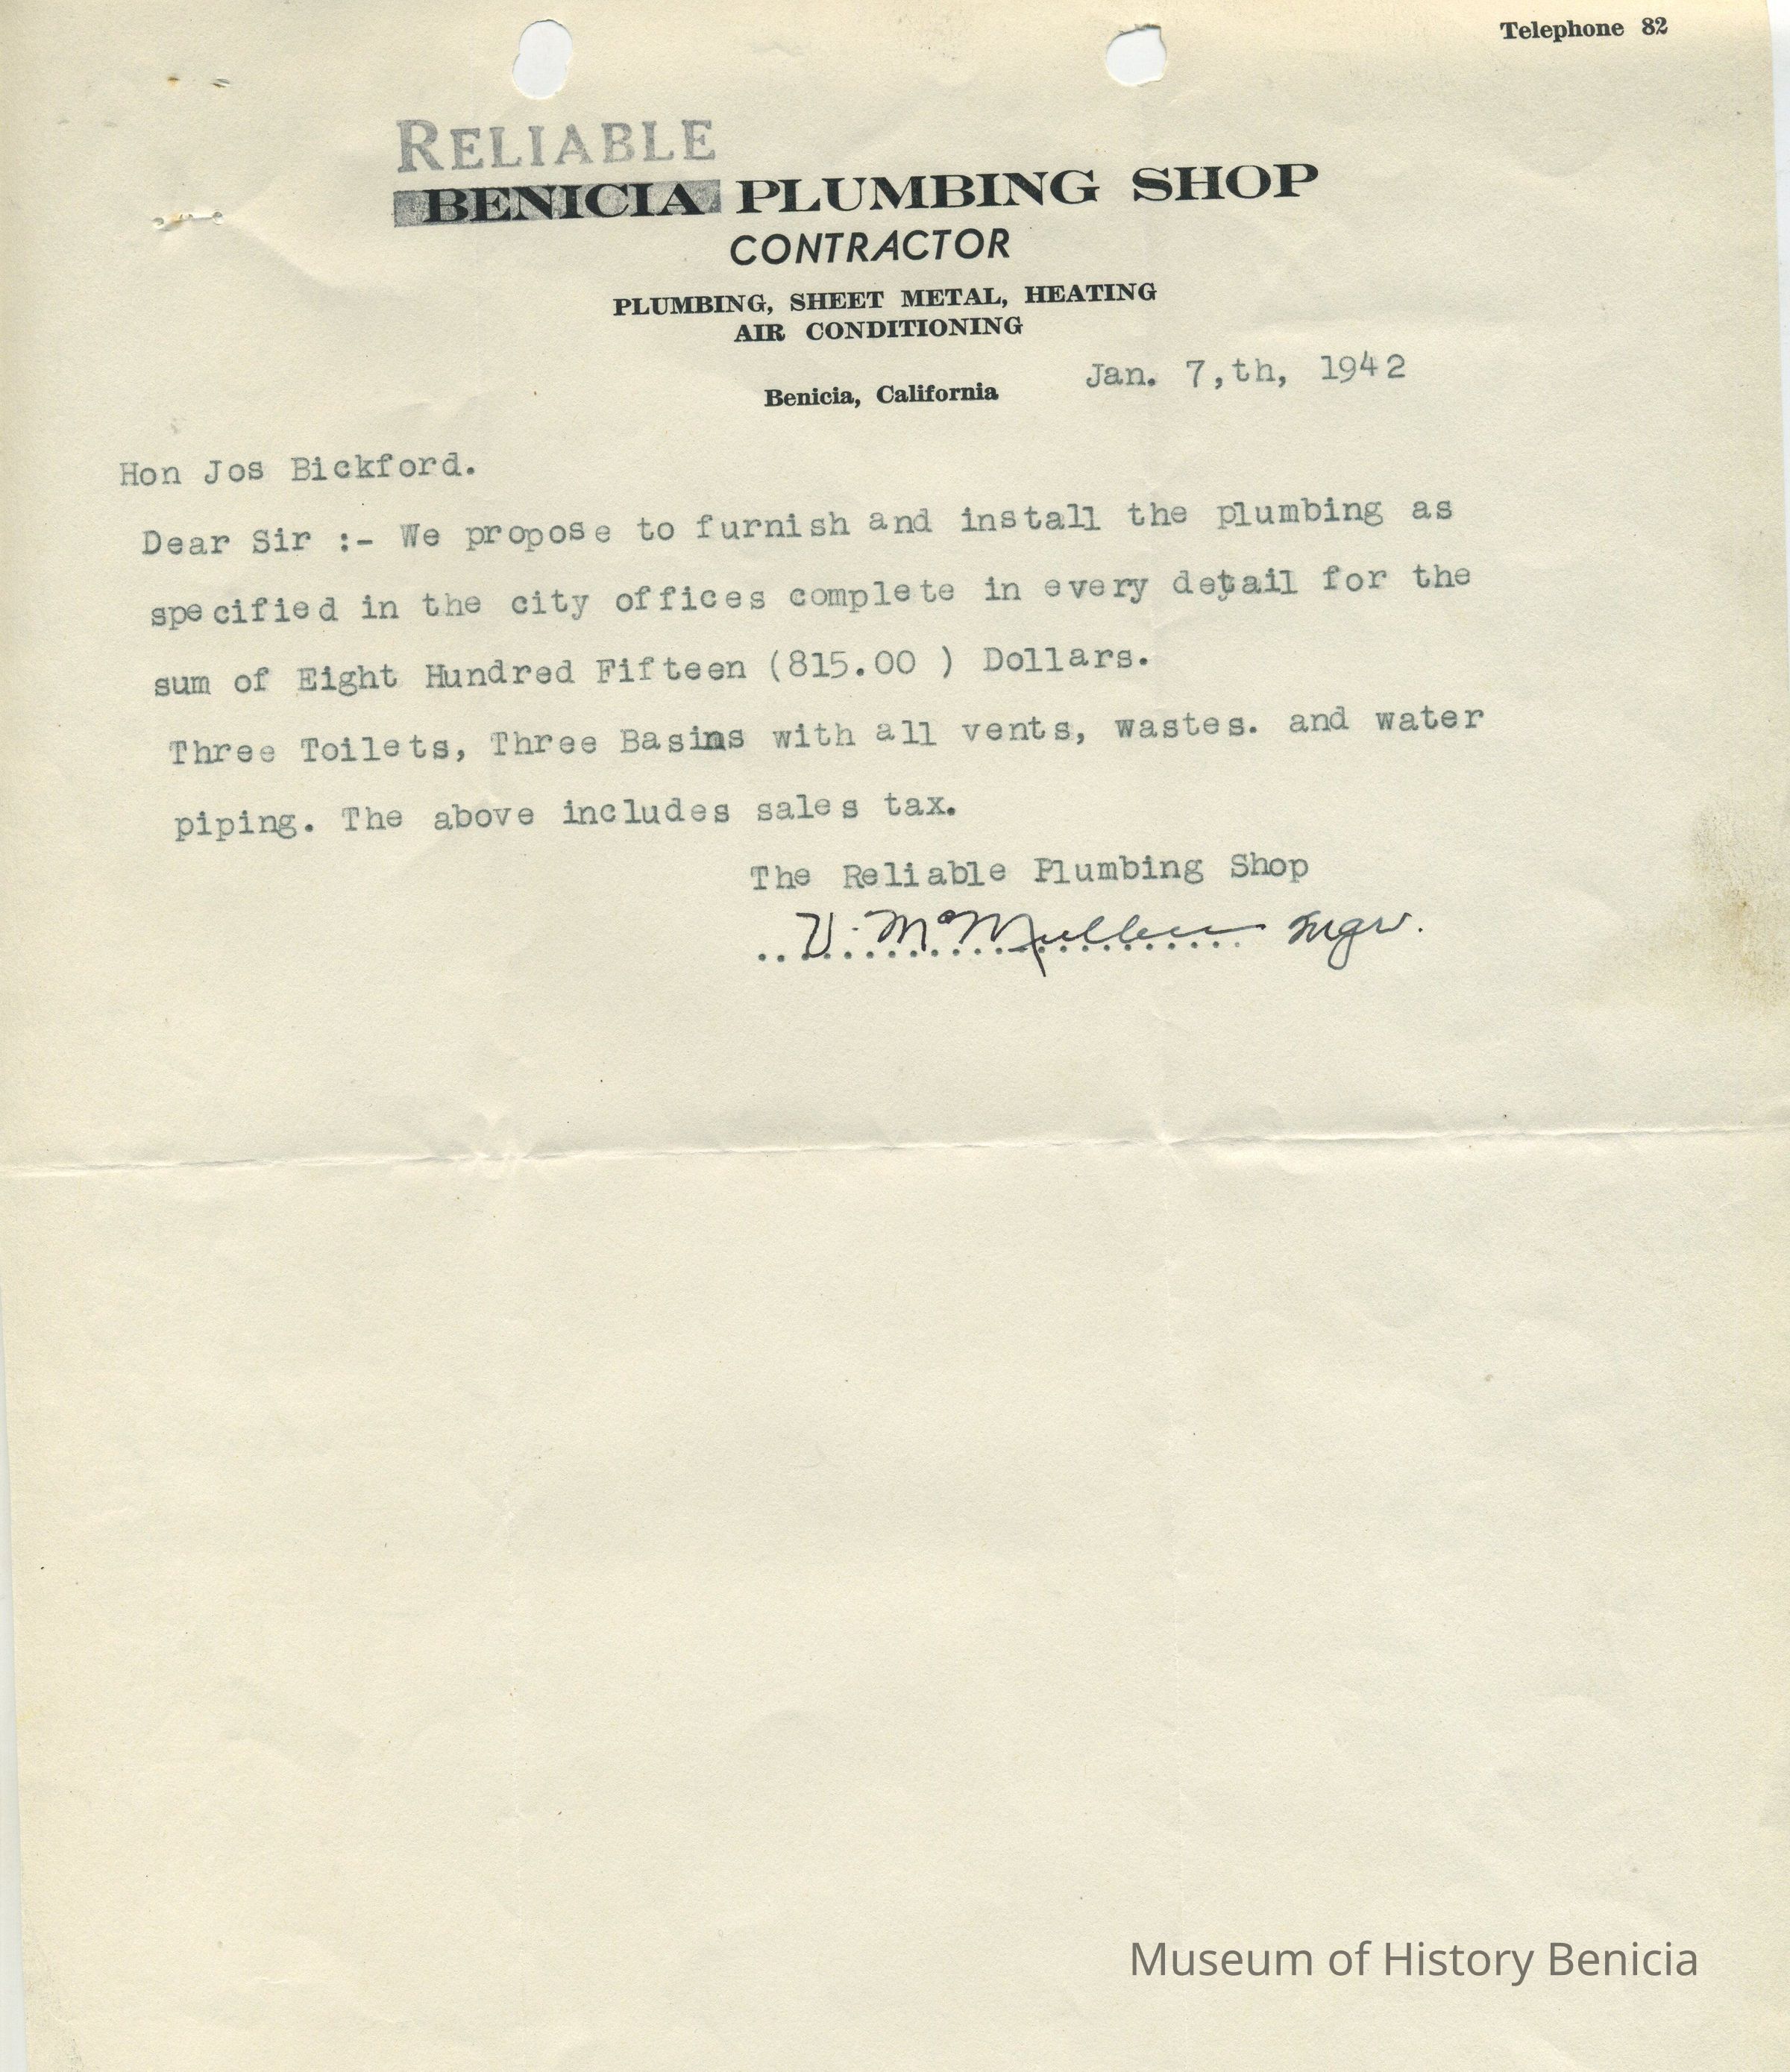 Telephone 82
RELIABLE
BENICIA PLUMBING SHOP
CONTRACTOR
PLUMBING, SHEET METAL, HEATING
AIR CONDITIONING
Benicia, California Jan. 7,th, 1942
Hon Jos Bickford.
Dear Sir :- We propose to furnish and install the plumbing as
specified in the city offices complete in every detail for the
sum of Eight Hundred Fifteen (815.00 ) Dollars.
Three Toilets, Three Basins with all vents, wastes. and water
piping. The above includes sales tax.
The Reliable Plumbing Shop
V. McMullen mgr.
Museum of History Benicia